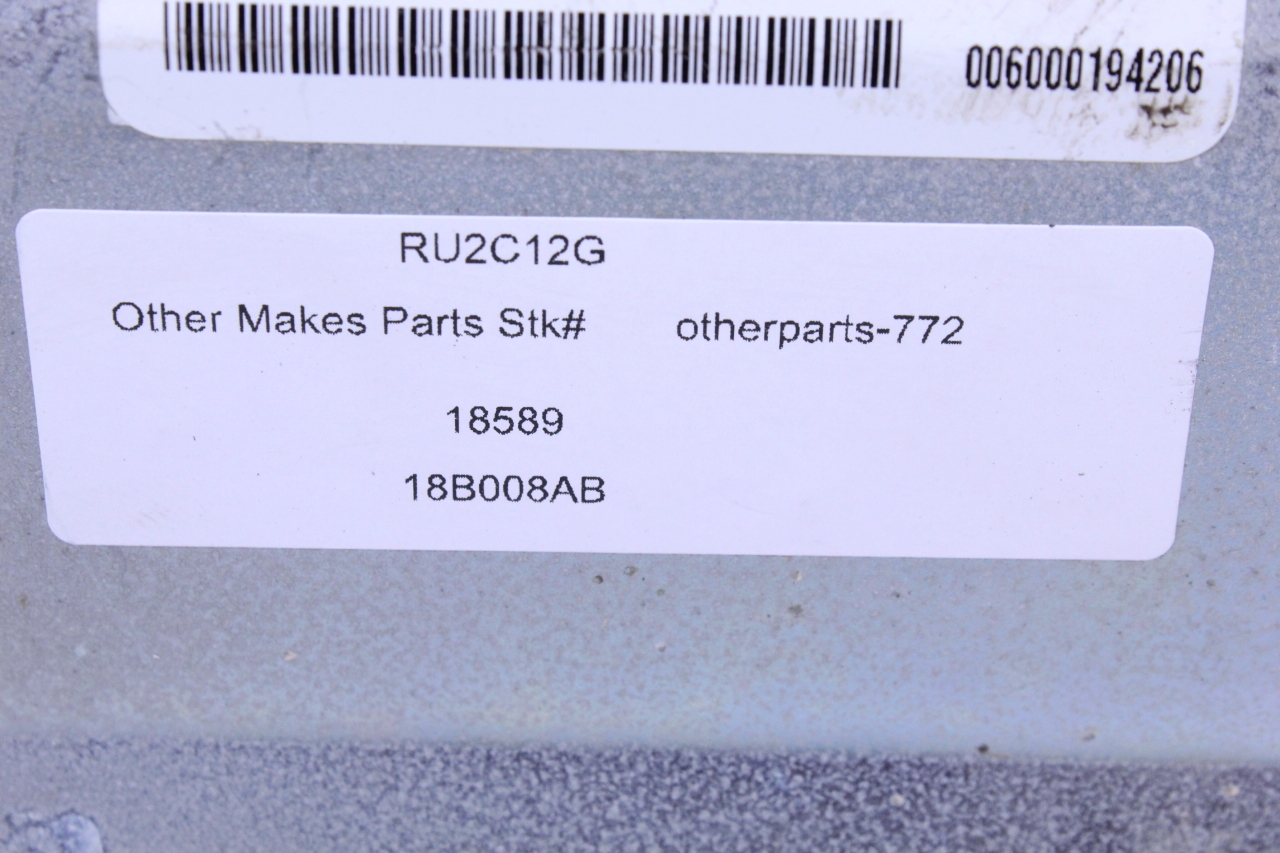 006000194206
RU2C12G
Other Makes Parts Stk# otherparts-772
18589
18B008AB